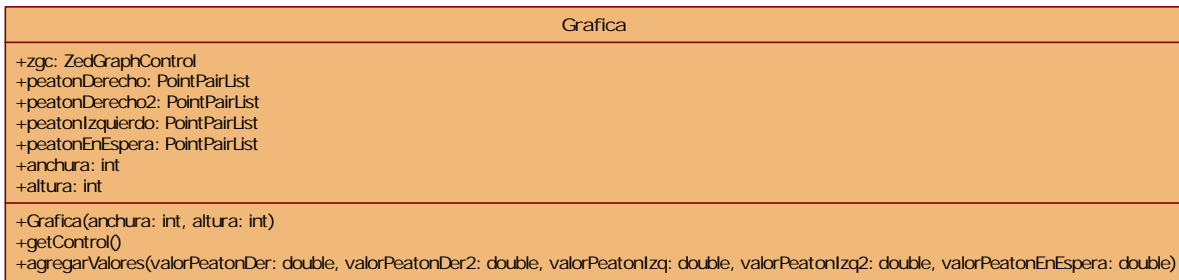 Grafica
+zgc: ZedGraphControl
+peatonDerecho: PointPairList
+peatonDerecho2: PointPairList
+peatonIzquierdo: PointPairList
+peatonEnEspera: PointPairList
+anchura: int
+altura: int
+Grafica(anchura: int, altura: int)
+getControl()
+agregarValores(valorPeatonDer: double, valorPeatonDer2: double, valorPeatonIzq: double, valorPeatonIzq2: double, valorPeatonEnEspera: double)